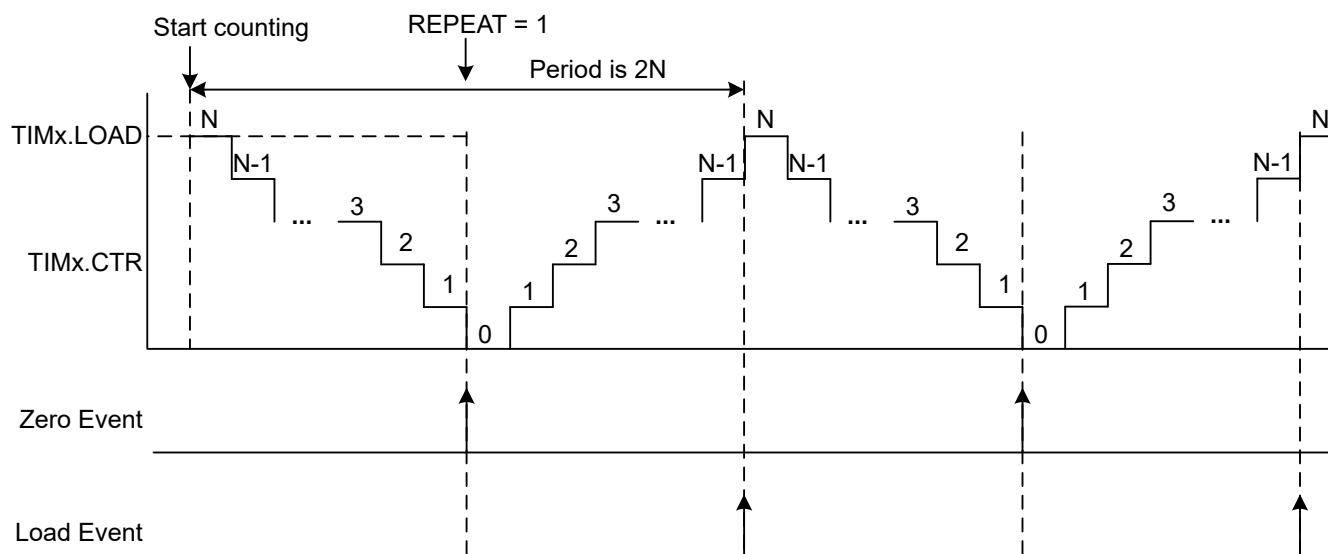 Start counting
REPEAT = 1
Period is 2N
TIMx.LOAD
N
N
N
N-1
N-1
N-1
N-1
...
3
3
...
...
3
3
...
TIMx.CTR
2
2
2
2
1
1
1
1
0
0
Zero Event
Load Event